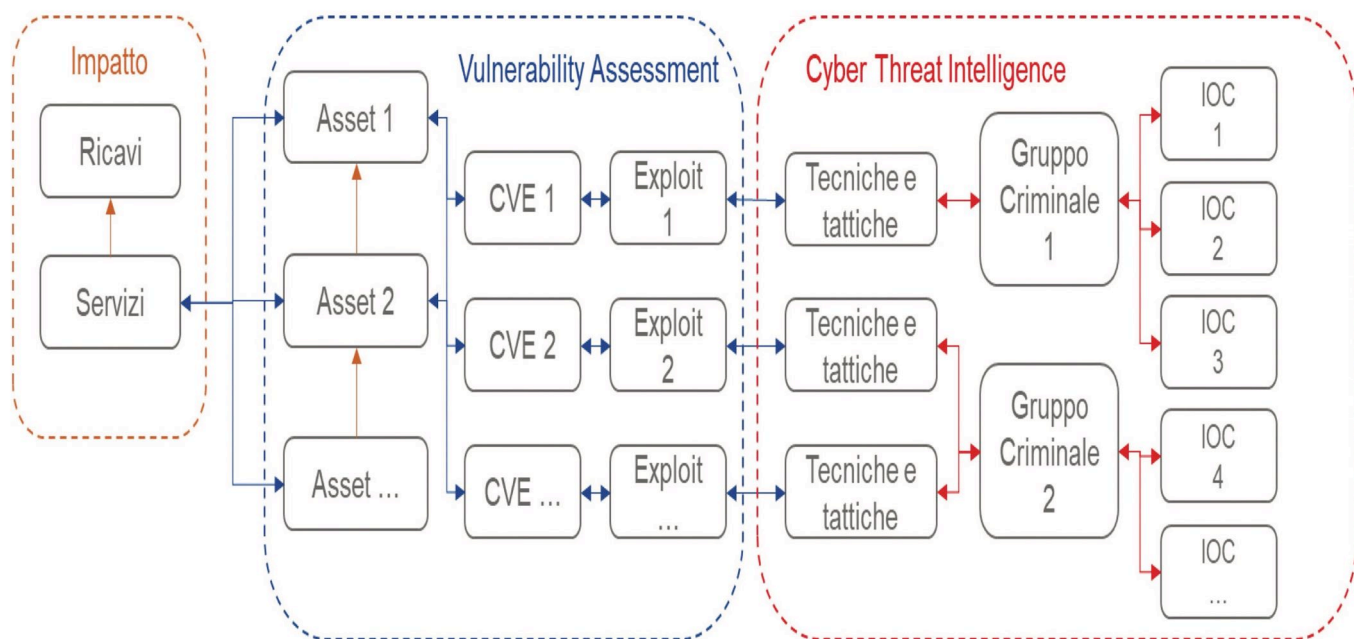 Impatto
Ricavi
Servizi
Vulnerability Assessment
Asset 1
Asset 2
Asset ...
CVE 1
CVE 2
CVE ...
Exploit
1
Exploit
2
Exploit
...
Cyber Threat Intelligence
Tecniche e
tattiche
Tecniche e
tattiche
Tecniche e
tattiche
Gruppo
Criminale
1
Gruppo
Criminale
2
IOC
1
IOC
2
IOC
3
IOC
4
IOC
...